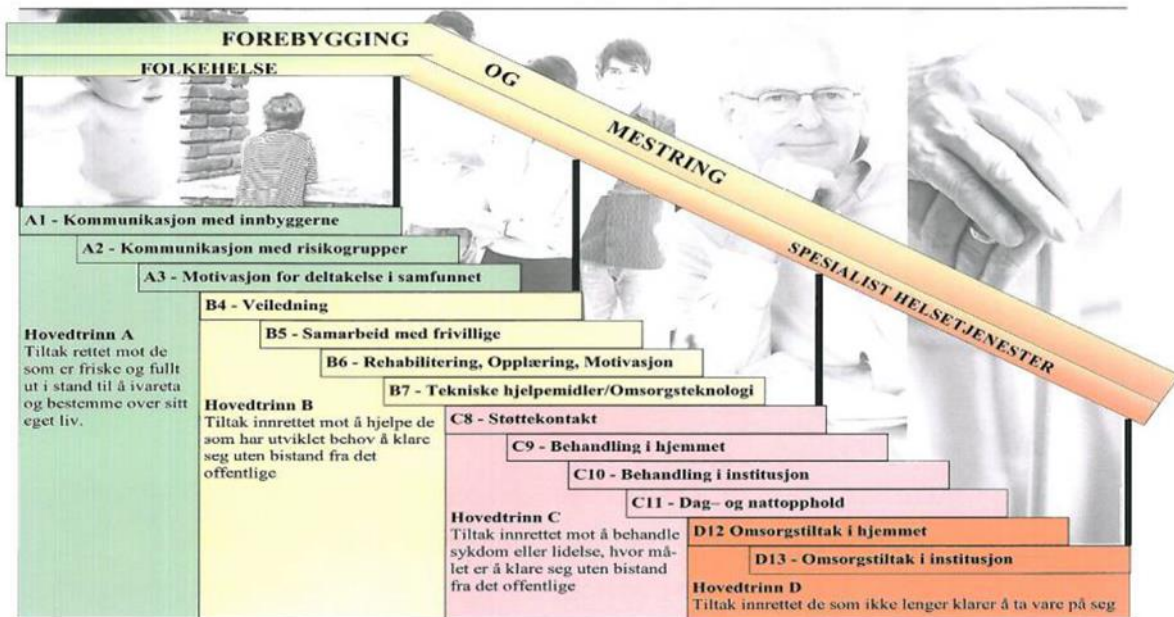 FOREBYGGING
OG
MESTRING
FOLKEHELSE
SPESIALIST HELSETJENESTER
A1 - Kommunikasjon med innbyggerne
A2 - Kommunikasjon med risikogrupper
A3 - Motivasjon for deltakelse i samfunnet
B4 - Veiledning
B5 - Samarbeid med frivillige
B6 - Rehabilitering, Opplæring, Motivasjon
B7 - Tekniske hjelpemidler/Omsorgsteknologi
C8 - Støttekontakt
C9 - Behandling i hjemmet
C10 - Behandling i institusjon
C11 - Dag– og nattopphold
D12 Omsorgstiltak i hjemmet
D13 - Omsorgstiltak i institusjon
Hovedtrinn A
Tiltak rettet mot de
som er friske og fullt
ut i stand til å ivareta
og bestemme over sitt
eget liv.
Hovedtrinn B
Tiltak innrettet mot å hjelpe de
som har utviklet behov å klare
seg uten bistand fra det
offentlige
Hovedtrinn C
Tiltak innrettet mot å behandle
sykdom eller lidelse, hvor må-
let er å klare seg uten bistand
fra det offentlige
Hovedtrinn D
Tiltak innrettet de som ikke lenger klarer å ta vare på seg